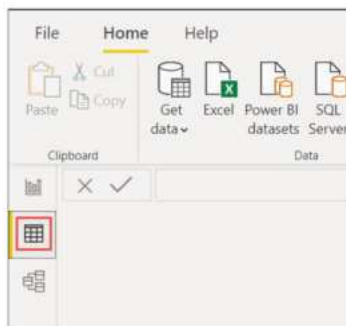 File Home Help
Cut
Copy
Paste
Get data
Excel
Power BI datasets
SQL Server
Clipboard
Data